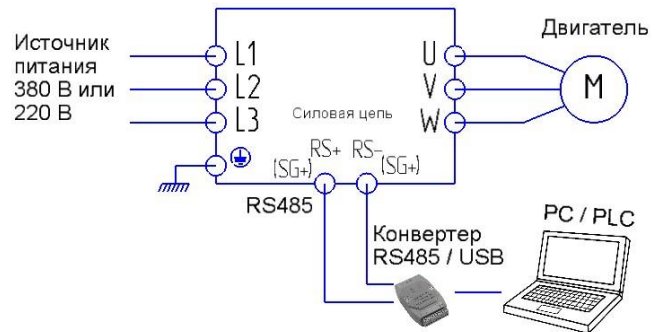 Источник
питания
380 В или
220 В
L1
L2
L3
Силовая цепь
U
V
W
Двигатель
M
RS+ RS-
(SG+) (SG+)
RS485
Конвертер
RS485 / USB
PC / PLC